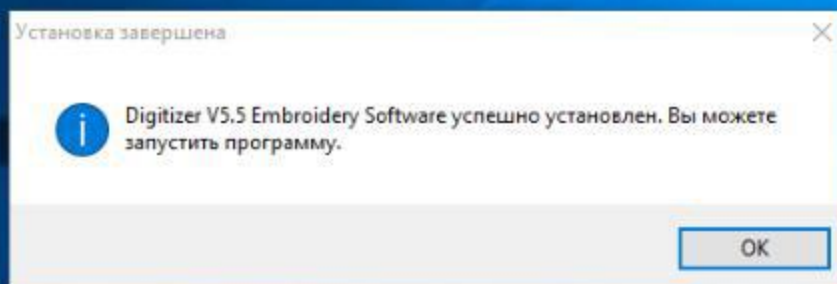 Установка завершена
Digitizer V5.5 Embroidery Software успешно установлен. Вы можете
запустить программу.
OK